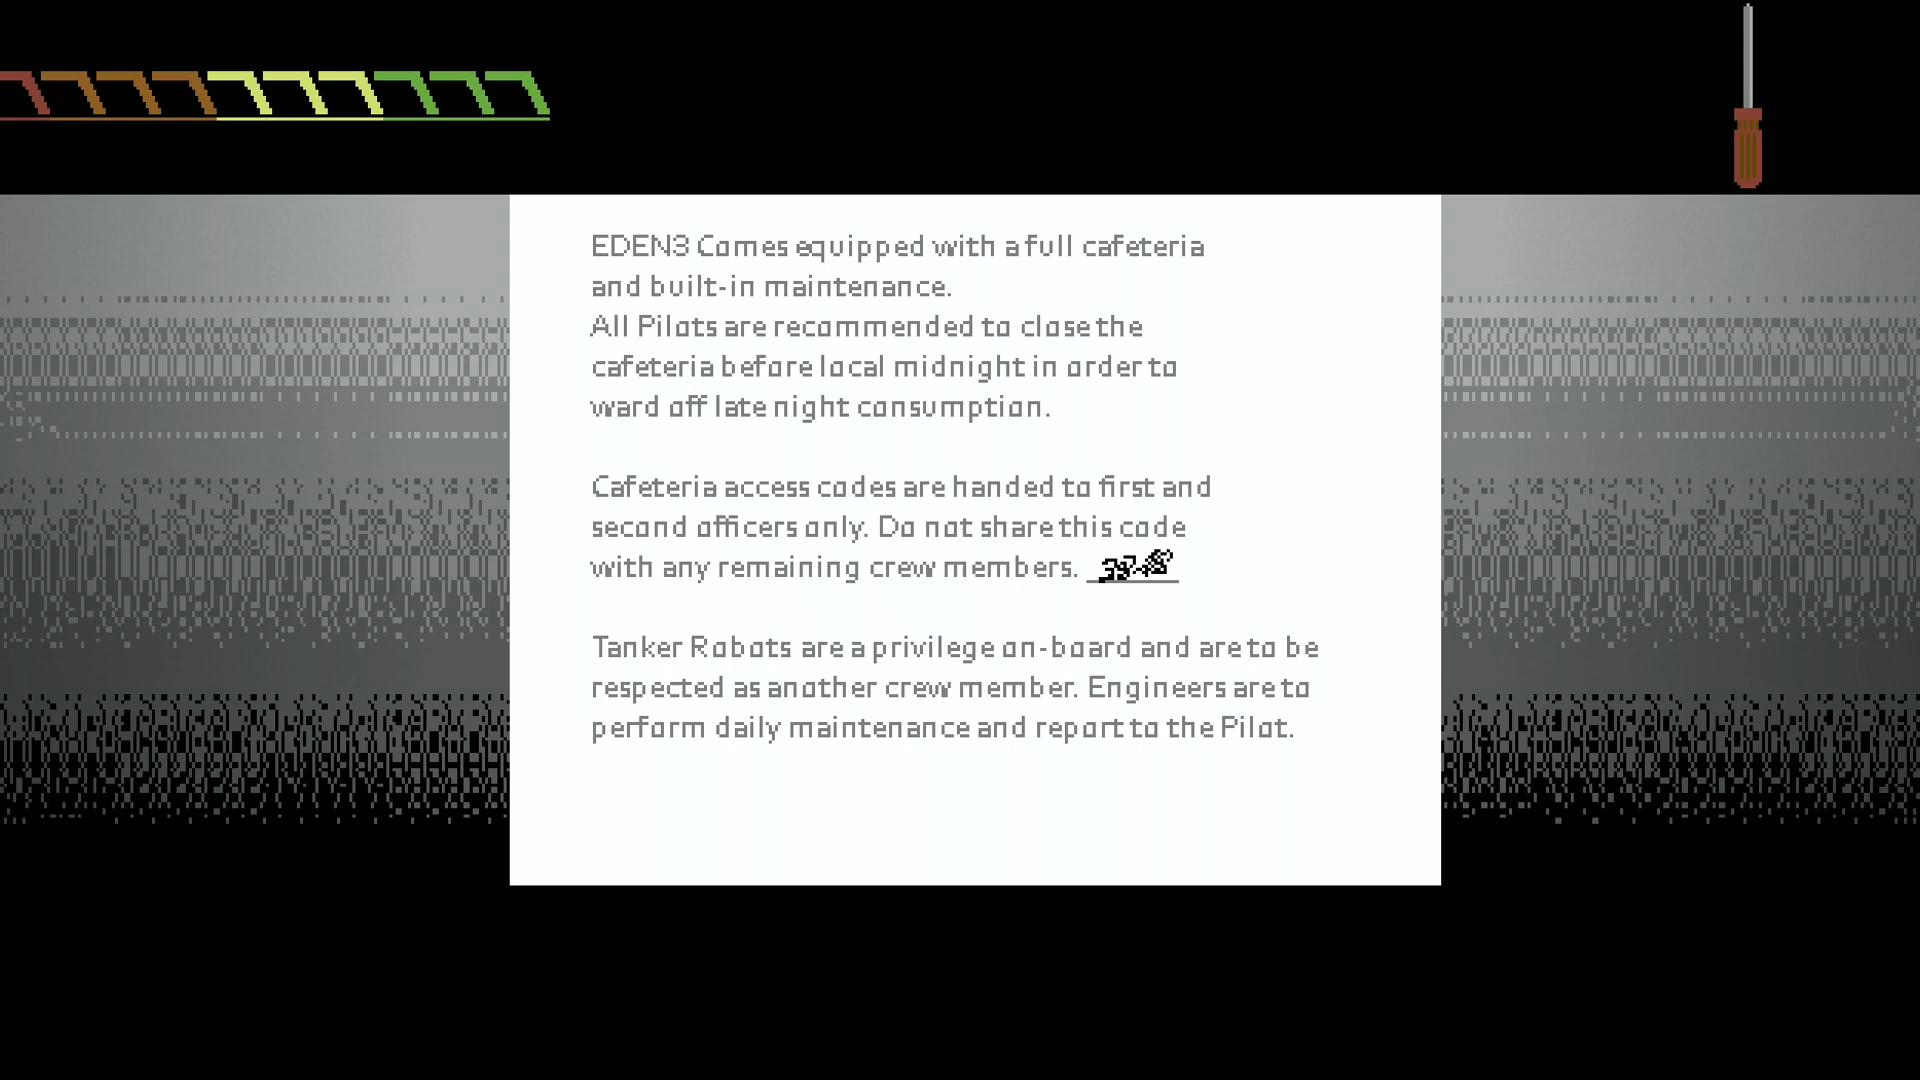 EDEN3 Comes equipped with a full cafeteria
and built-in maintenance.
All Pilots are recommended to close the
cafeteria before local midnight in order to
ward off late night consumption.
Cafeteria access codes are handed to first and
second officers only. Do not share this code
with any remaining crew members.
Tanker Robots are a privilege on-board and are to be
respected as another crew member. Engineers are to
perform daily maintenance and report to the Pilot.